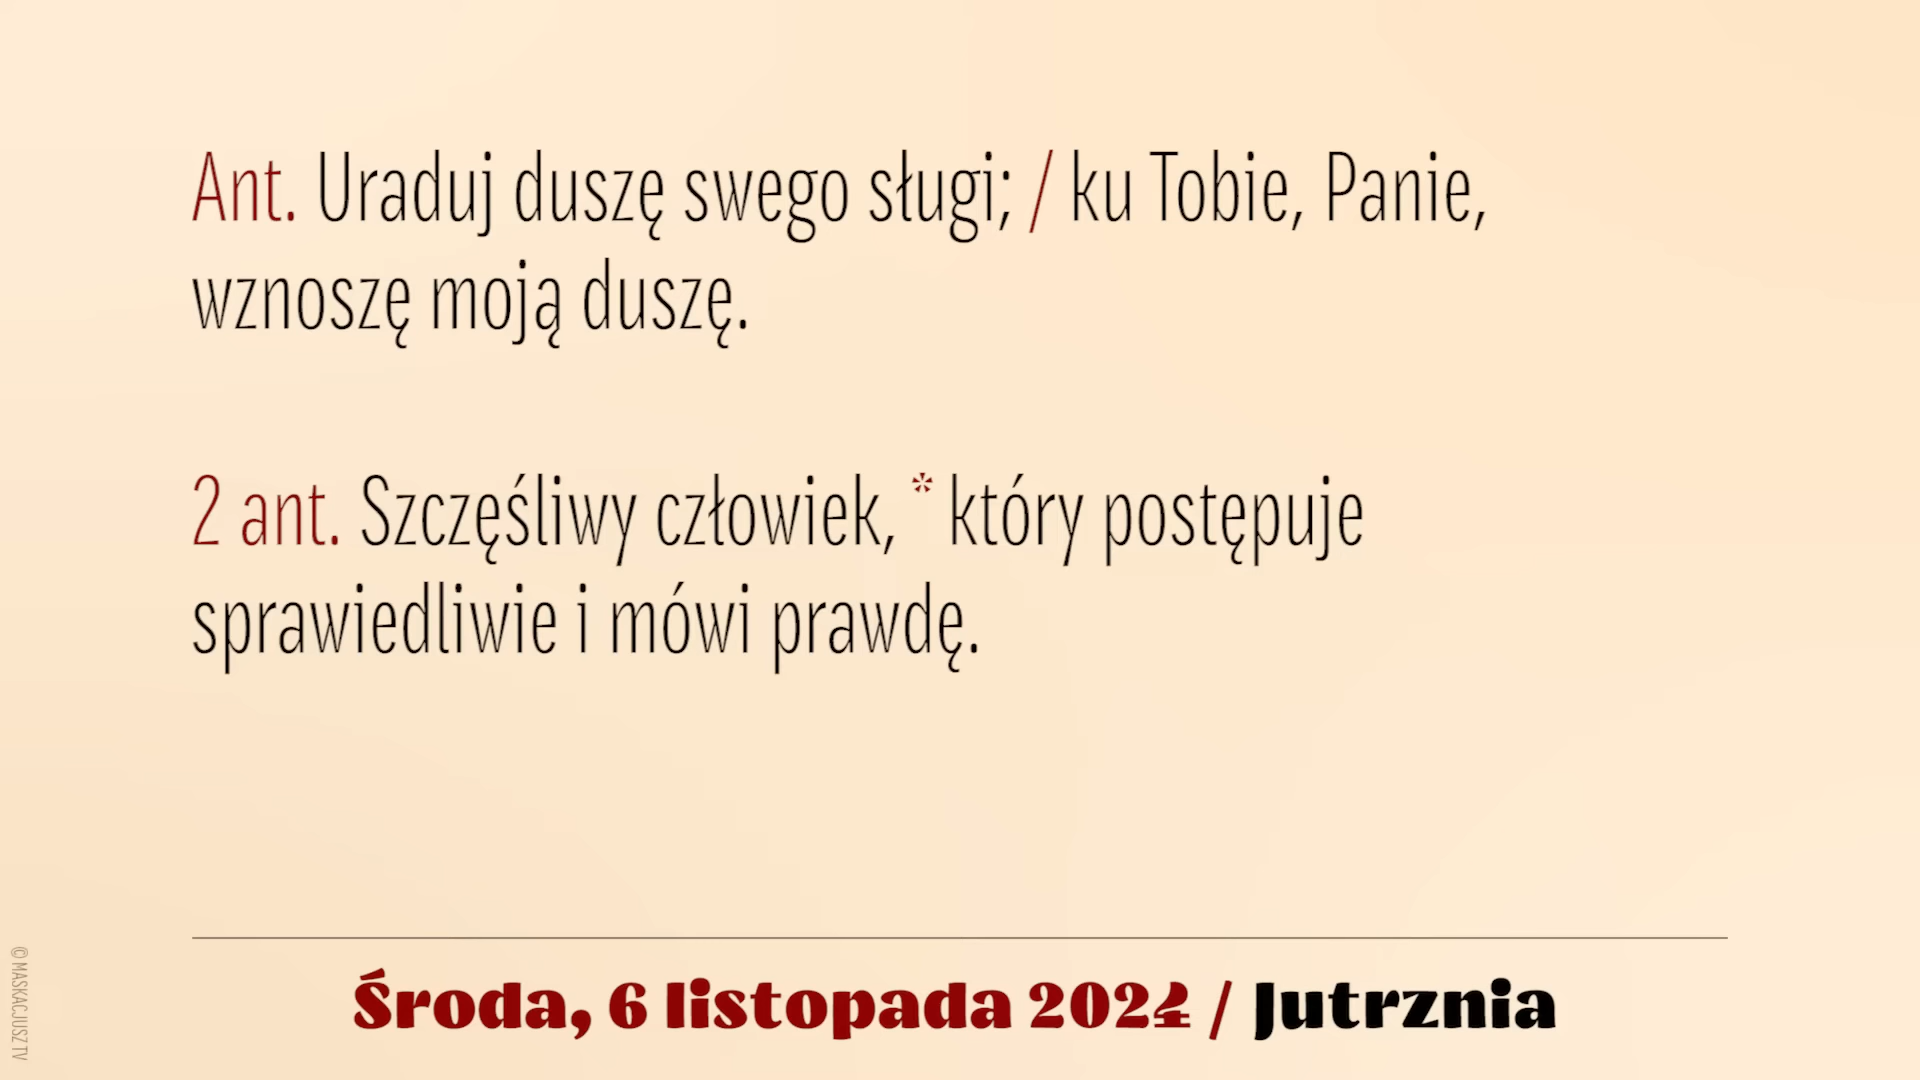 Ant. Uraduj duszę swego sługi; / ku Tobie, Panie,
wznoszę moją duszę.
2 ant. Szczęśliwy człowiek, * który postępuje
sprawiedliwie i mówi prawdę.
Środa, 6 listopada 2024 / Jutrznia
© MASKACJUSZ TV